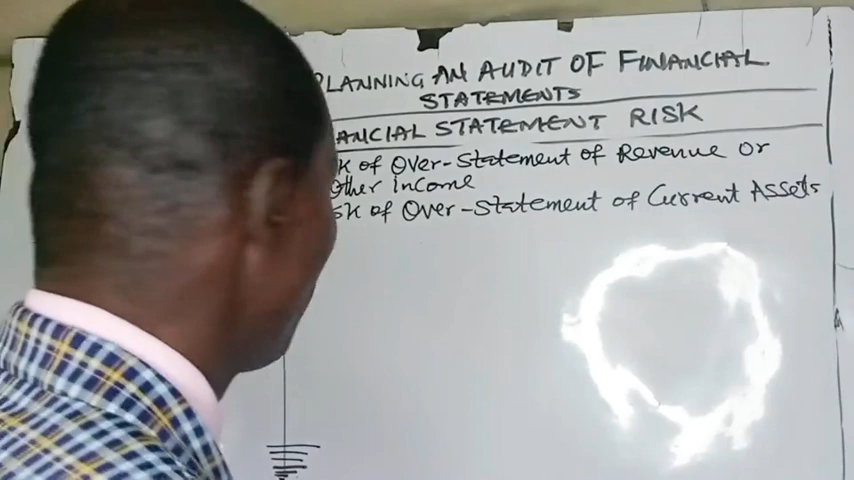 PLANNING AN AUDIT OF FINANCIAL
STATEMENTS
ANCIAL STATEMENT RISK
K of Over-Statement of Revenue Or
Other income
SK of Over-Statement of Current Assets